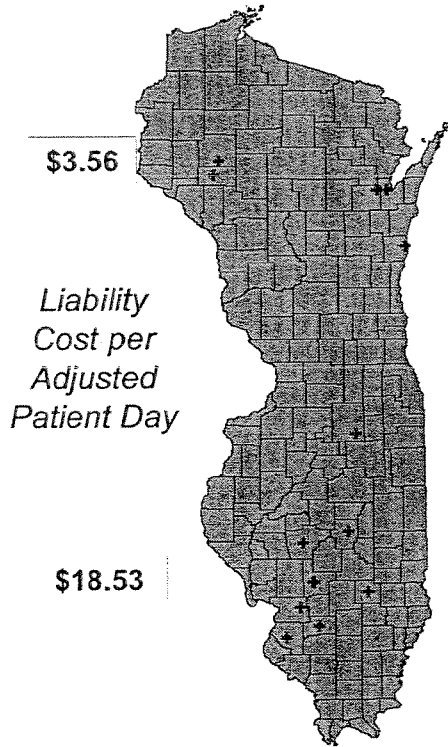 $3.56
Liability
Cost per
Adjusted
Patient Day
$18.53